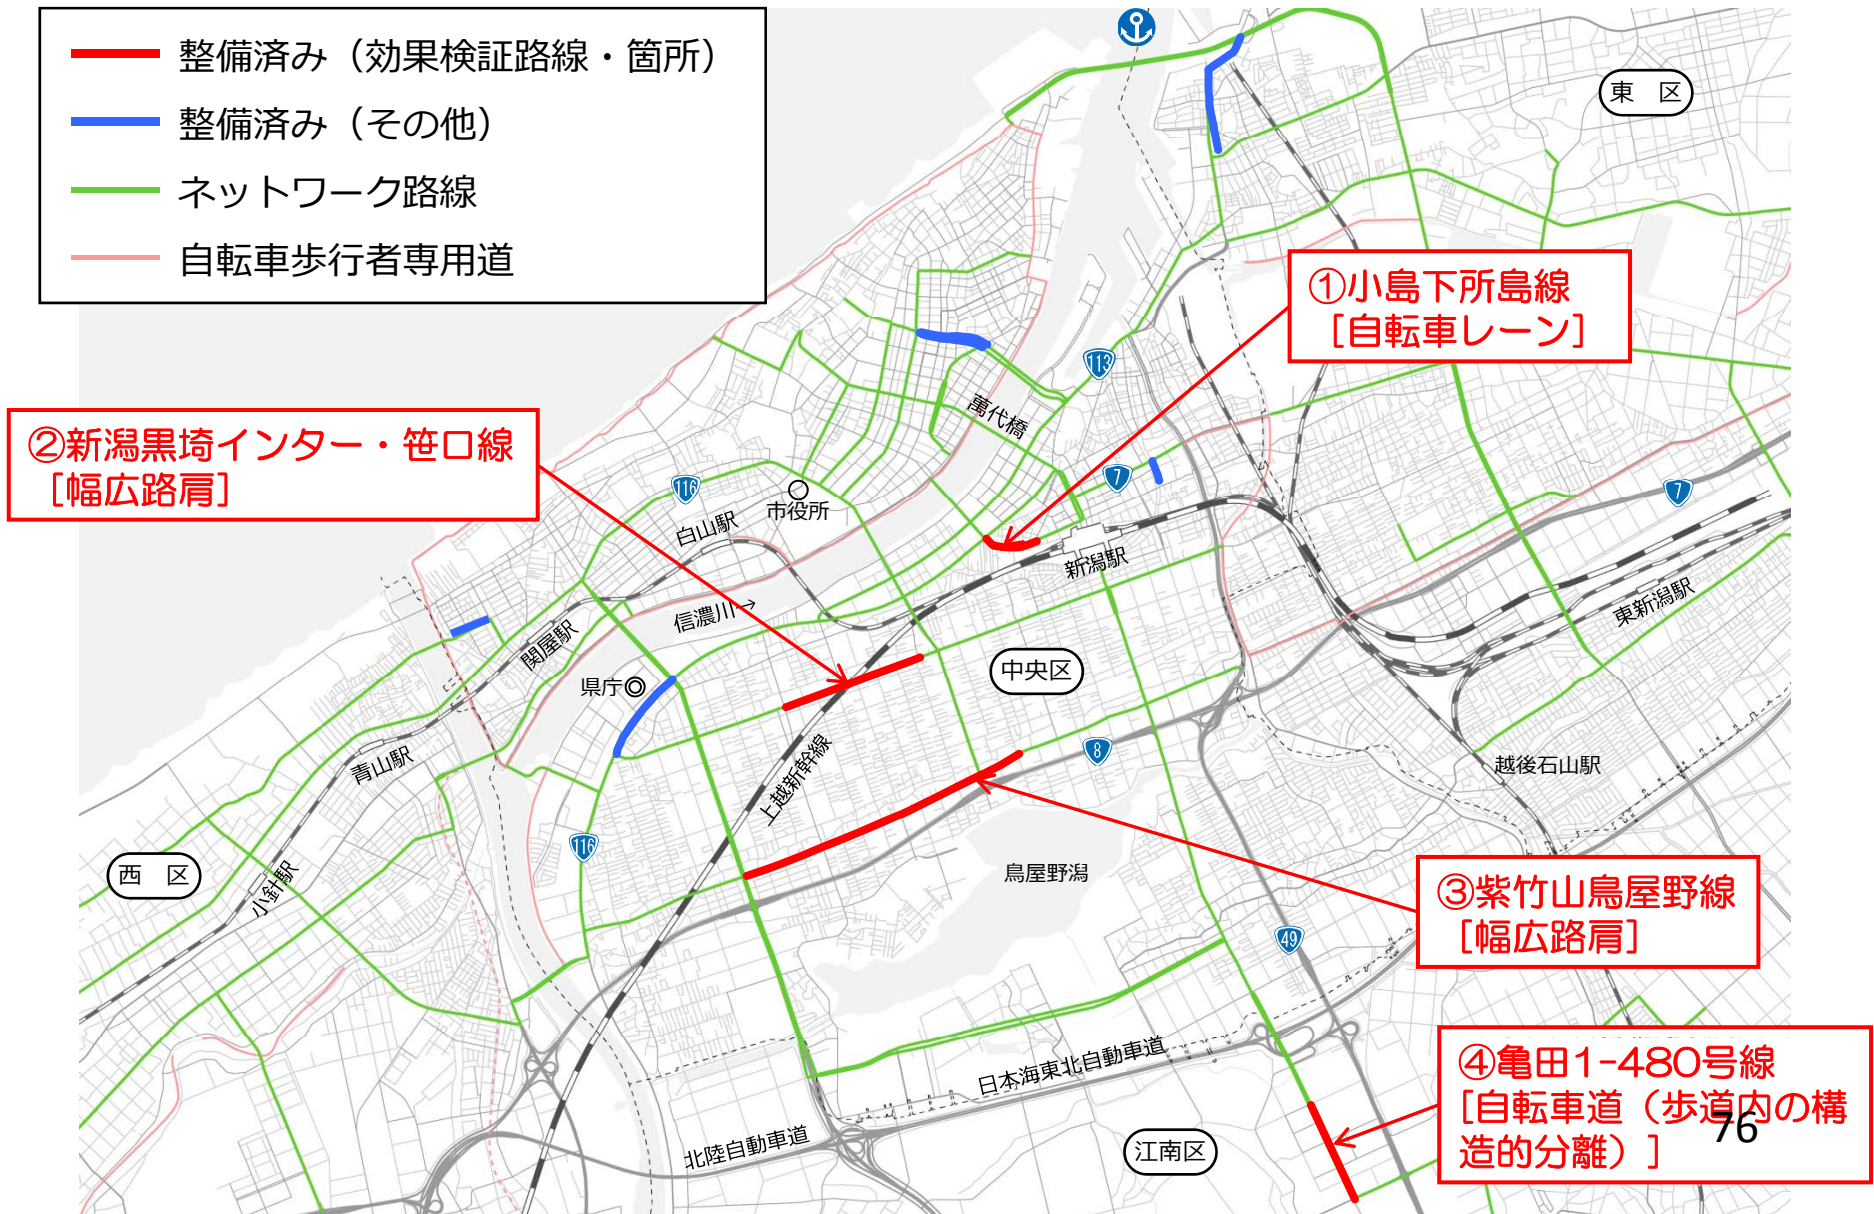 整備済み（効果検証路線・箇所）
整備済み（その他）
ネットワーク路線
自転車歩行者専用道
東　区
①小島下所島線
［自転車レーン］
113
萬代橋
②新潟黒埼インター・笹口線
［幅広路肩］
116
市役所
7
7
白山駅
新潟駅
信濃川→
東新潟駅
関屋駅
中央区
県庁
8
青山駅
上越新幹線
越後石山駅
116
西　区
小針駅
鳥屋野潟
③紫竹山鳥屋野線
［幅広路肩］
49
日本海東北自動車道
北陸自動車道
江南区
④亀田1-480号線
［自転車道（歩道内の構
造的分離）］
76